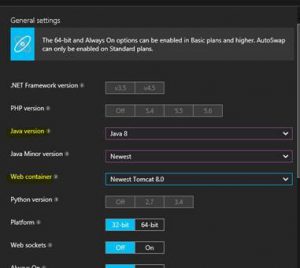 General settings
The 64-bit and Always On options can be enabled in Basic plans and higher. AutoSwap
can only be enabled on Standard plans.
.NET Framework version
v3.5 v4.5
PHP version
Off 5.4 5.5 5.6
Java version
Java 8
Java Minor version
Newest
Web container
Newest Tomcat 8.0
Python version
Off 2.7 3.4
Platform
32-bit 64-bit
Web sockets
Off On
Always On